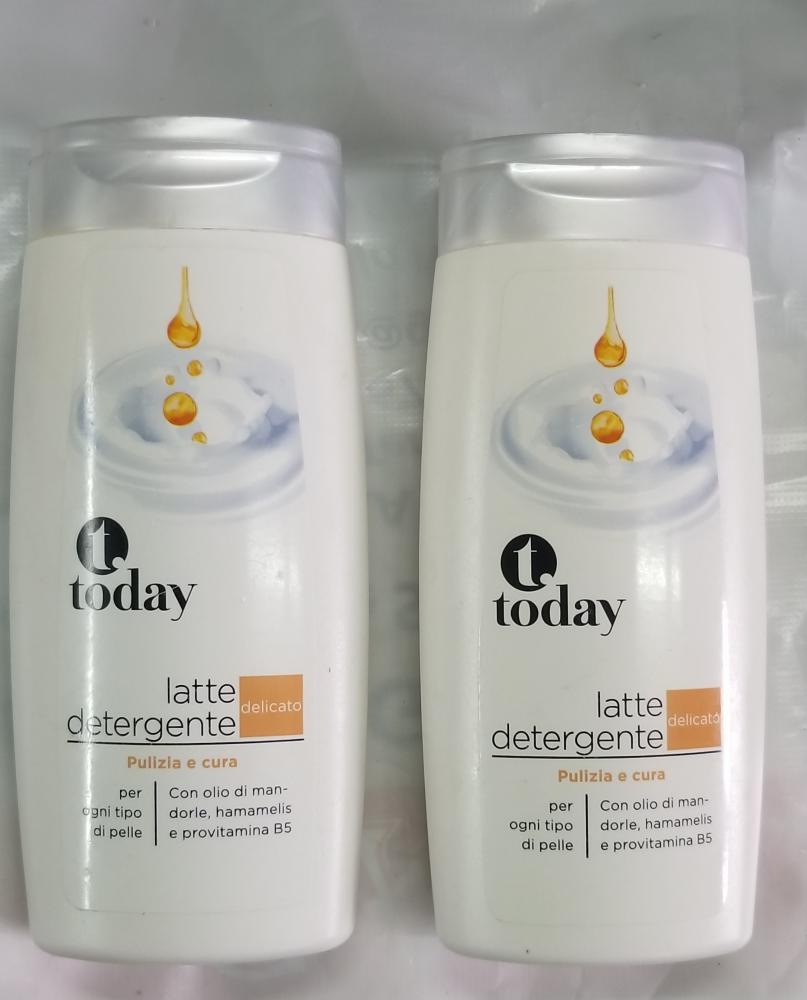 t.
today
latte
detergente
delicato
Pulizia e cura
per
ogni tipo
di pelle
Con olio di man-
dorle, hamamelis
e provitamina B5
t.
today
latte
detergente
delicato
Pulizia e cura
per
ogni tipo
di pelle
Con olio di man-
dorle, hamamelis
e provitamina B5